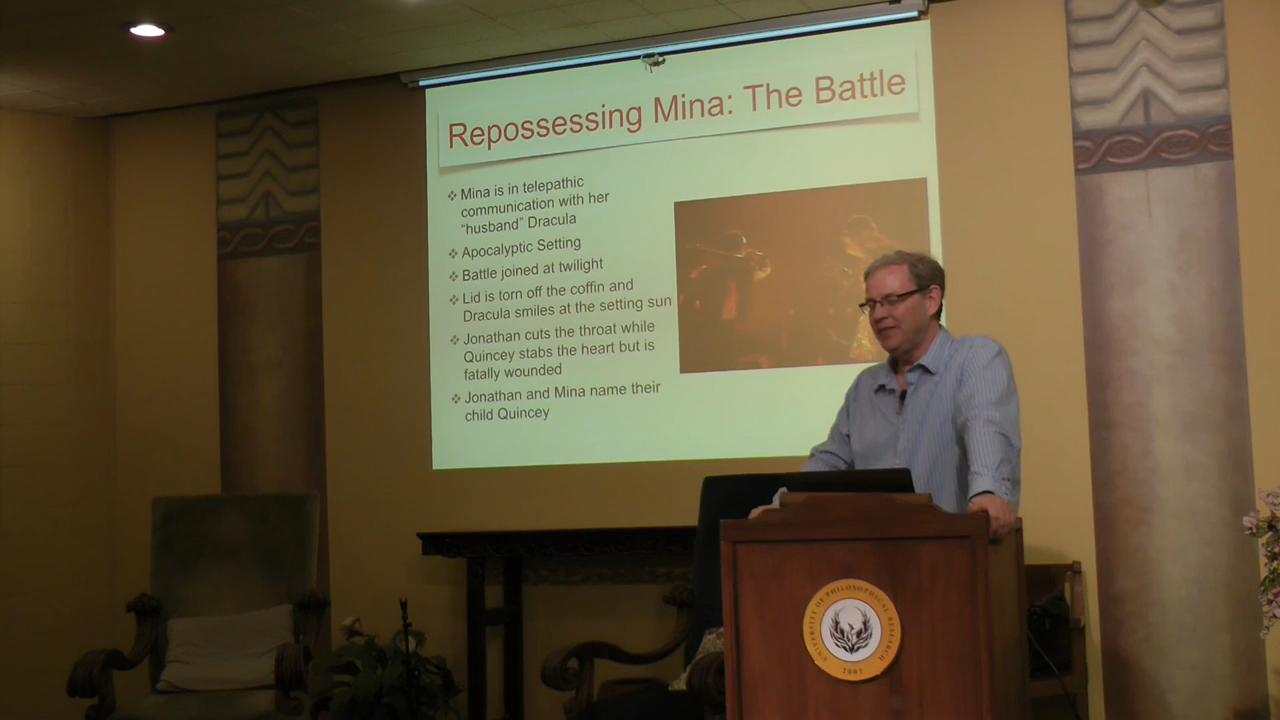 Repossessing Mina: The Battle
❖ Mina is in telepathic
communication with her
“husband” Dracula
❖ Apocalyptic Setting
❖ Battle joined at twilight
❖ Lid is torn off the coffin and
Dracula smiles at the setting sun
❖ Jonathan cuts the throat while
Quincey stabs the heart but is
fatally wounded
❖ Jonathan and Mina name their
child Quincey
UNIVERSITY OF PHILOSOPHICAL RESEARCH
2001